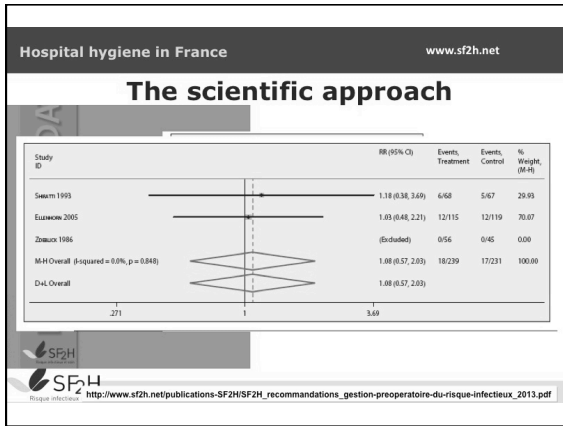 Hospital hygiene in France
www.sf2h.net
The scientific approach
Study ID RR (95% CI) Events, Treatment Events, Control % Weight, (M-H)
1993 1.18 (0.38, 3.69) 6/68 5/67 29.93
Ellenhorn 2005 1.03 (0.48, 2.21) 12/115 12/119 70.07
Zdeblick 1986 (Excluded) 0/56 0/45 0.00
M-H Overall (I-squared = 0.0%, p = 0.848) 1.08 (0.57, 2.03) 18/239 17/231 100.00
D+L Overall 1.08 (0.57, 2.03)
.271 1 3.69
SF2H
SF2H
Risque infectieux
http://www.sf2h.net/publications-SF2H/SF2H_recommandations_gestion-preoperatoire-du-risque-infectieux_2013.pdf